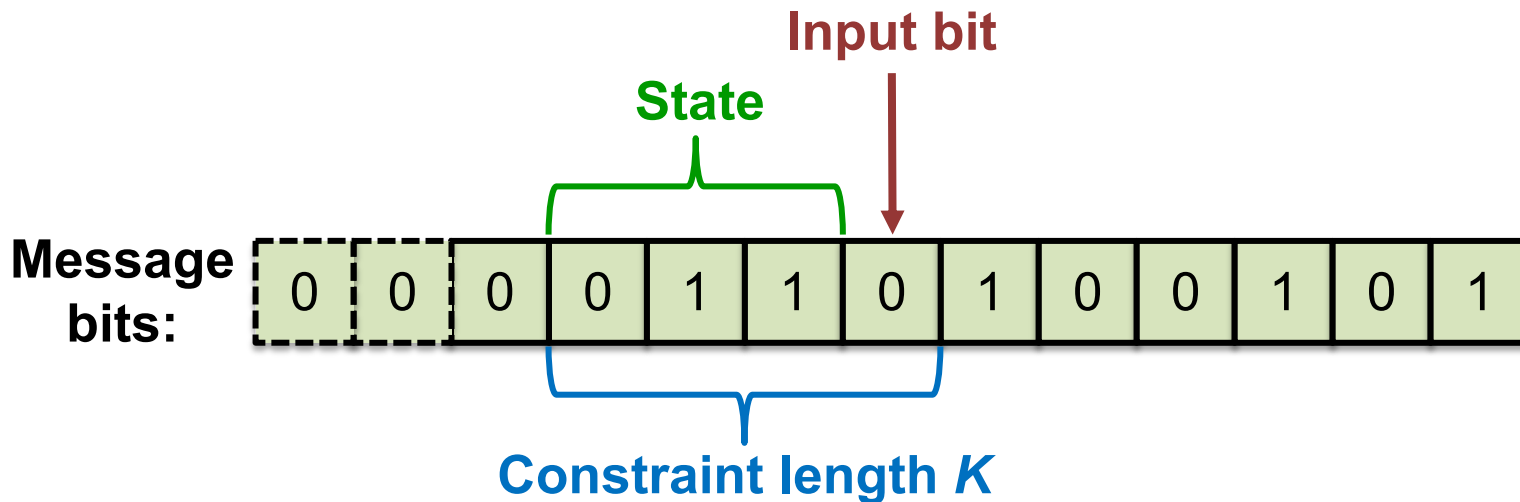 Input bit
State
Message
bits:
0 0 0 0 1 1 0 1 0 0 1 0 1
Constraint length K